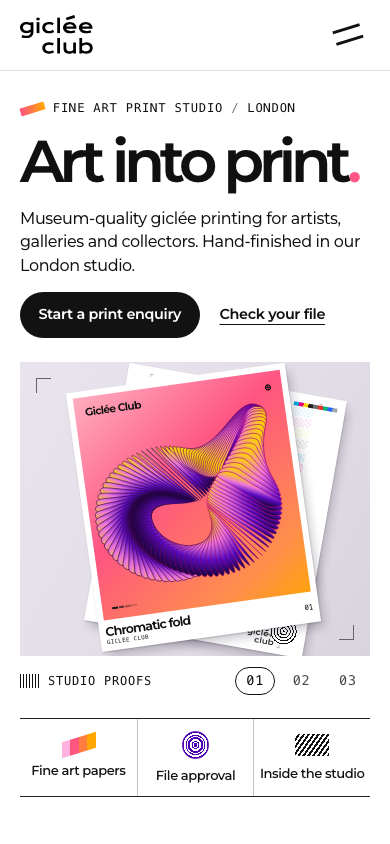 giclée
club
FINE ART PRINT STUDIO / LONDON
Art into print.
Museum-quality giclée printing for artists,
galleries and collectors. Hand-finished in our
London studio.
Start a print enquiry
Check your file
Giclée Club
Chromatic fold
GICLÉE CLUB
01
giclée
club
STUDIO PROOFS
01
02
03
Fine art papers
File approval
Inside the studio